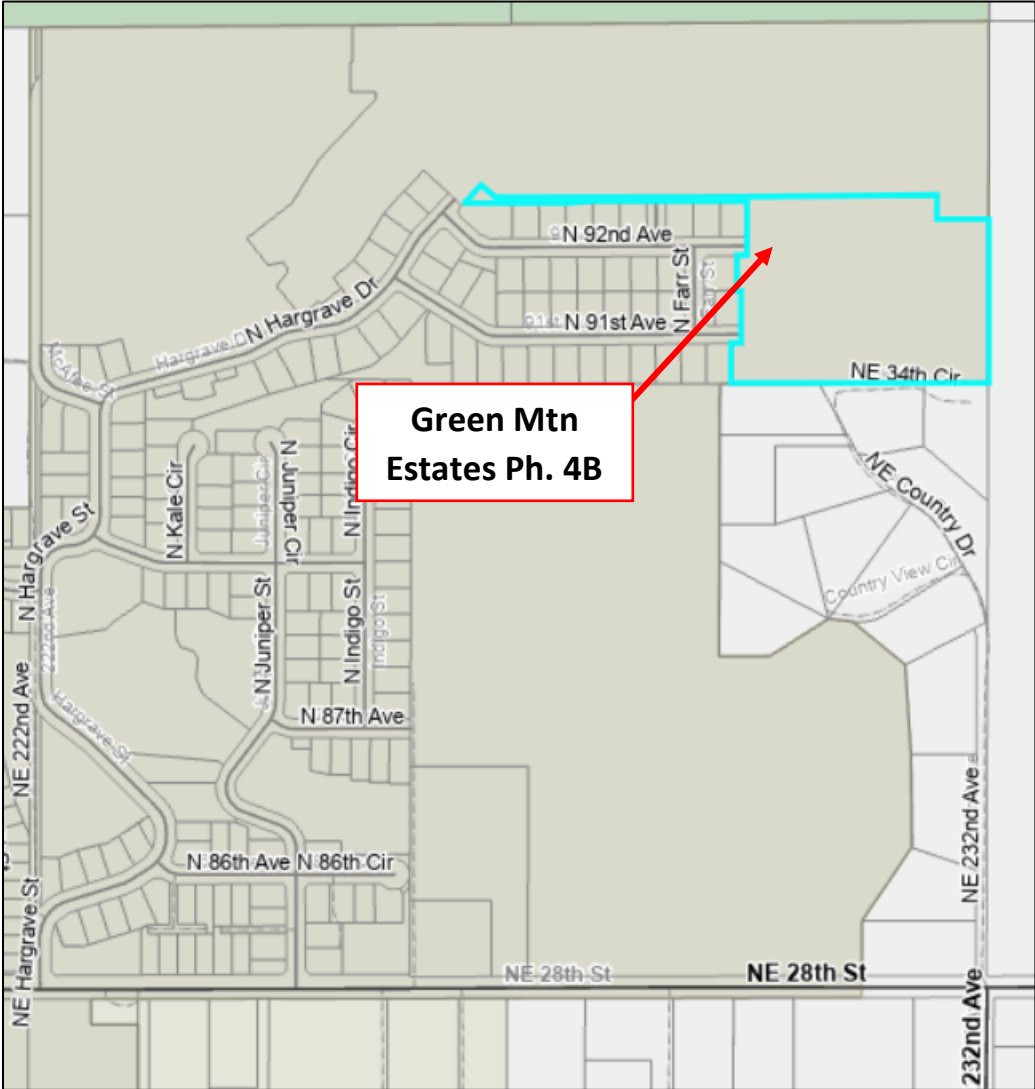 N 92nd Ave
N Farr St
Farr St
91st
N 91st Ave
N Hargrave Dr
Hargrave D
McAfee St
NE 34th Cir
Green Mtn
Estates Ph. 4B
N Kale Cir
Juniper Cir
N Juniper Cir
N Indigo Cir
NE Country Dr
Country View Cir
N Hargrave St
222nd Ave
N Juniper St
N Indigo St
Indigo St
NE 222nd Ave
Hargrave St
N 87th Ave
NE 232nd Ave
N 86th Ave
N 86th Cir
NE Hargrave St
NE 28th St
NE 28th St
232nd Ave